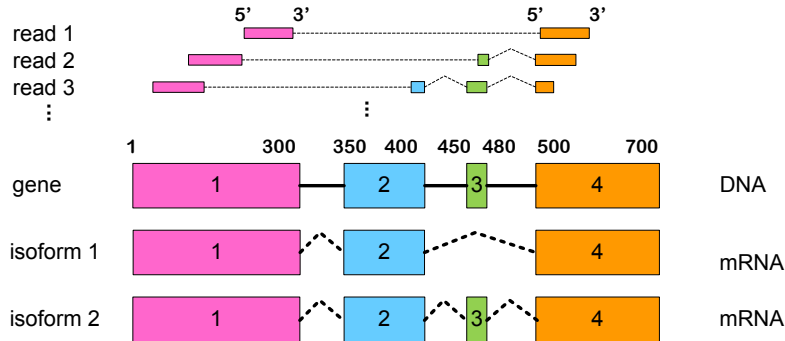 5’ 3’ 5’ 3’
read 1
read 2
read 3
⋮ ⋮
1 300 350 400 450 480 500 700
gene 1 2 3 4 DNA
isoform 1 1 2 4 mRNA
isoform 2 1 2 3 4 mRNA